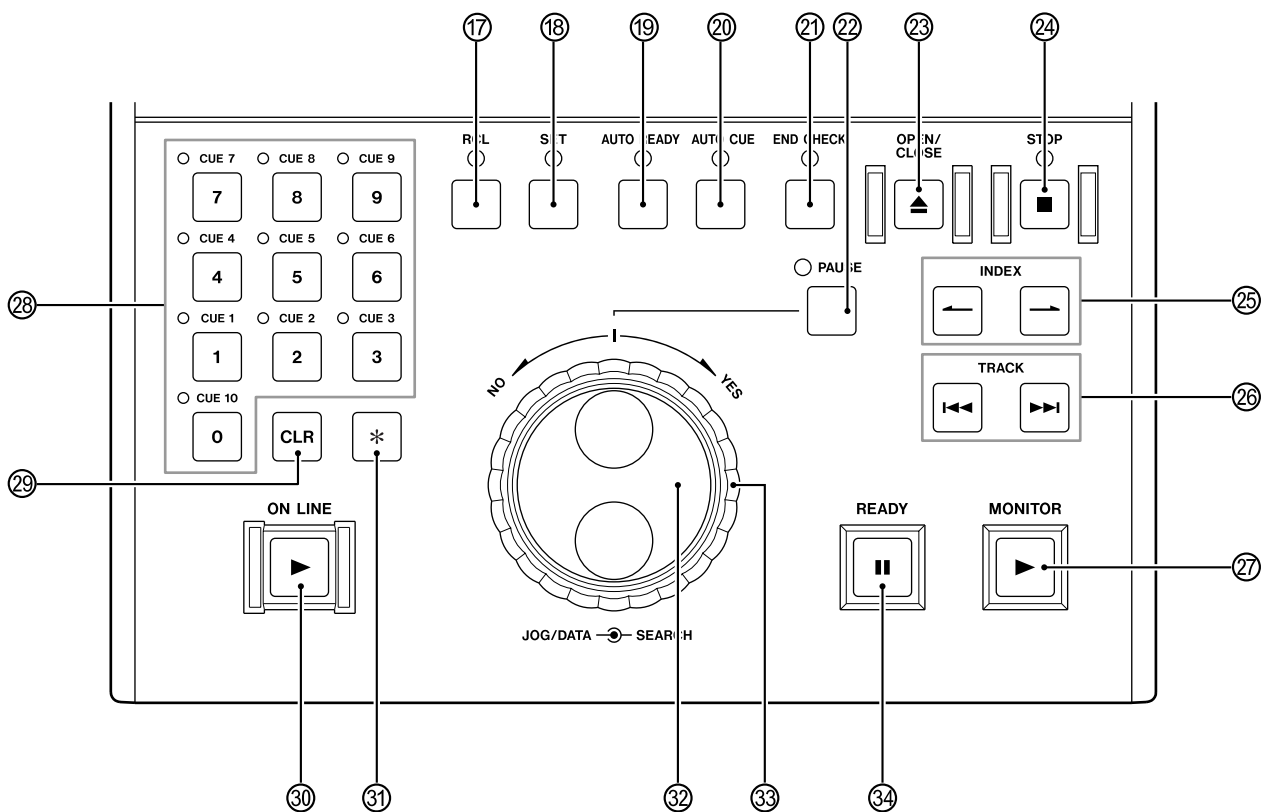 ⑰ ⑱ ⑲ ⑳ ㉑ ㉒ ㉓ ㉔
RCL SET AUTO READY AUTO CUE END CHECK OPEN/ STOP
CLOSE
CUE 7 CUE 8 CUE 9
7 8 9
CUE 4 CUE 5 CUE 6
4 5 6
PAUSE
INDEX
㉕
㉘
CUE 1 CUE 2 CUE 3
1 2 3
NO YES
TRACK
㉖
CUE 10
0 CLR *
㉙
ON LINE
READY MONITOR
㉗
JOG/DATA SEARCH
㉚ ㉛ ㉜ ㉝ ㉞